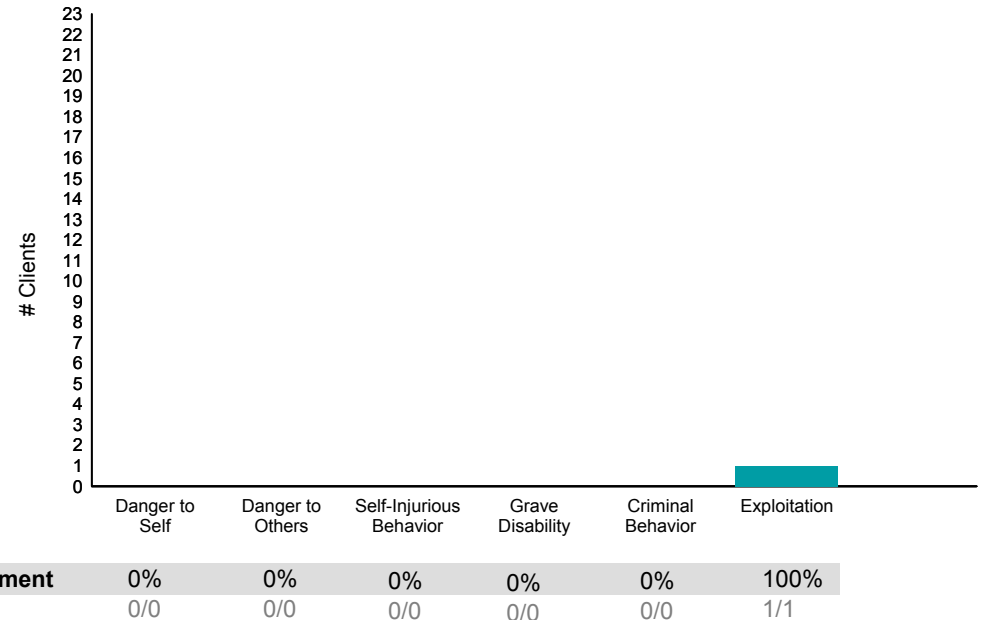 23
22
21
20
19
18
17
16
15
14
13
12
11
10
9
8
7
6
5
4
3
2
1
0
# Clients
Danger to Self
Danger to Others
Self-Injurious Behavior
Grave Disability
Criminal Behavior
Exploitation
ment 0% 0% 0% 0% 0% 100%
0/0 0/0 0/0 0/0 0/0 1/1